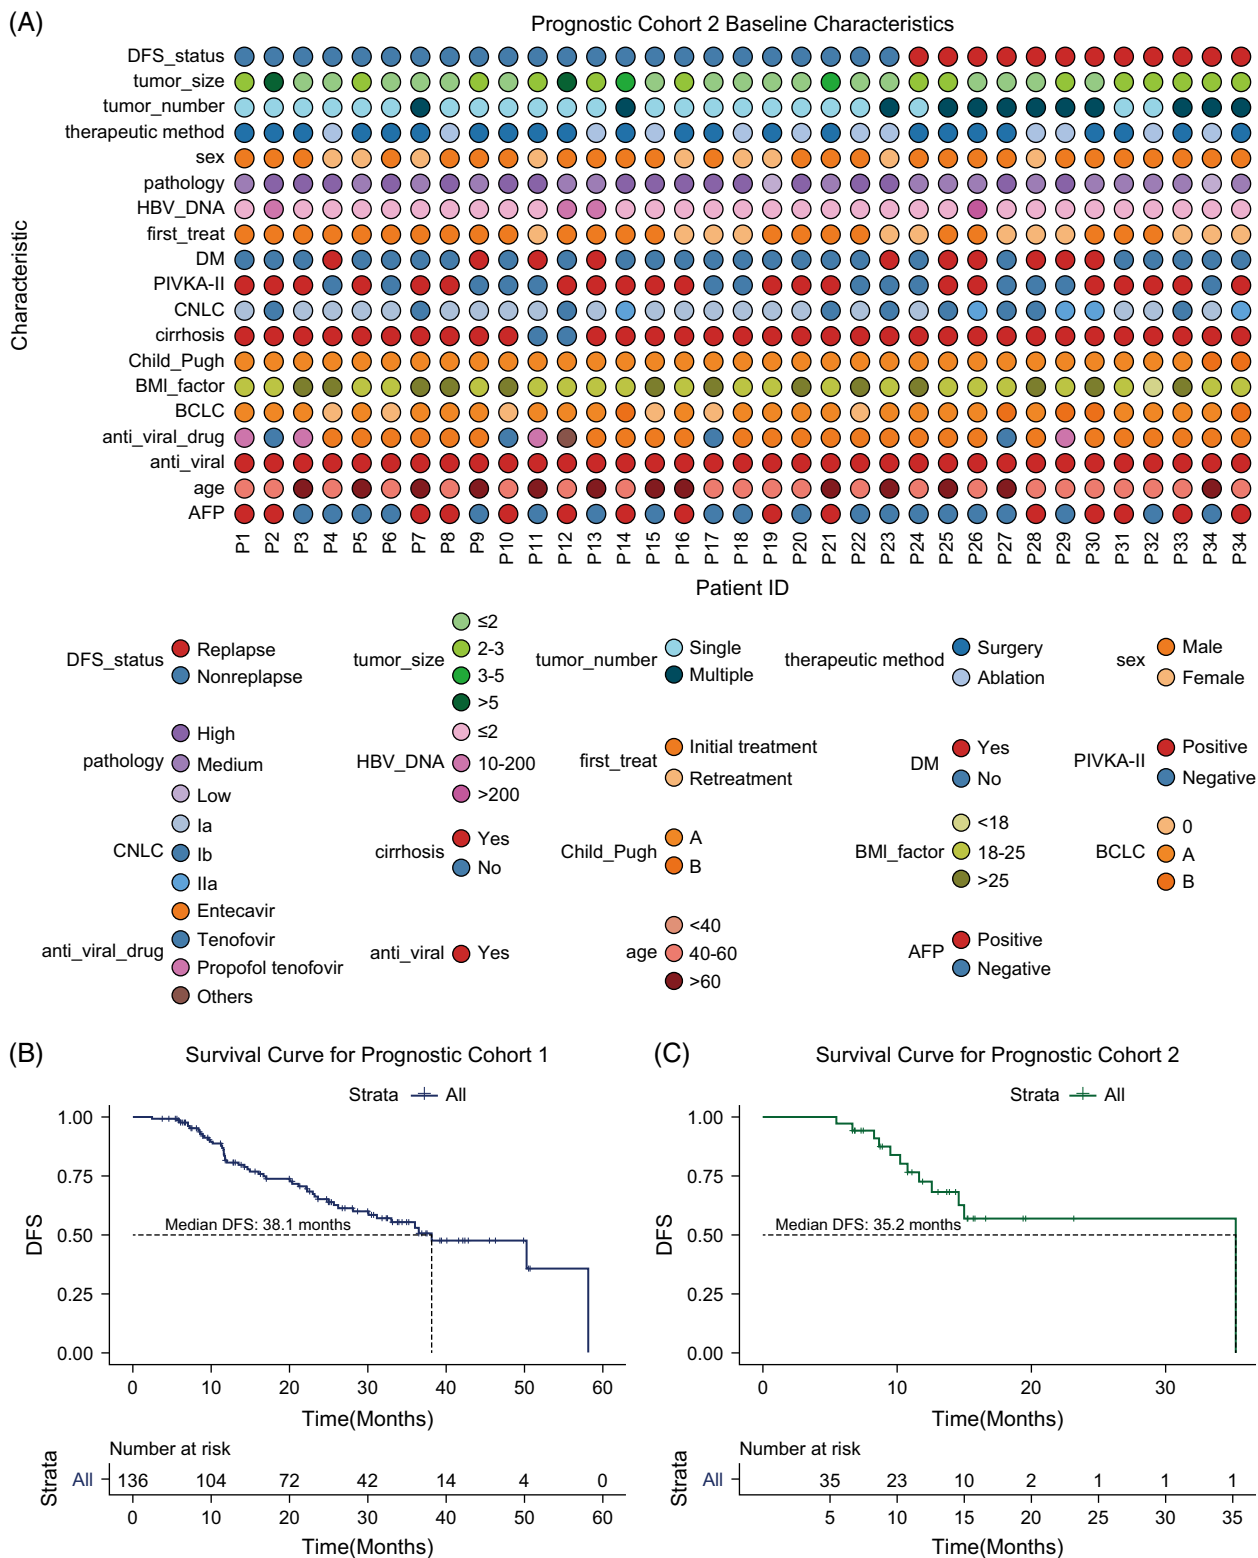 (A)
Prognostic Cohort 2 Baseline Characteristics
Characteristic
DFS_status
tumor_size
tumor_number
therapeutic method
sex
pathology
HBV_DNA
first_treat
DM
PIVKA-II
CNLC
cirrhosis
Child_Pugh
BMI_factor
BCLC
anti_viral_drug
anti_viral
age
AFP
P1 P2 P3 P4 P5 P6 P7 P8 P9 P10 P11 P12 P13 P14 P15 P16 P17 P18 P19 P20 P21 P22 P23 P24 P25 P26 P27 P28 P29 P30 P31 P32 P33 P34 P34
Patient ID
DFS_status
Replapse
Nonreplapse
tumor_size
≤2
2-3
3-5
>5
tumor_number
Single
Multiple
therapeutic method
Surgery
Ablation
sex
Male
Female
pathology
High
Medium
Low
HBV_DNA
≤2
10-200
>200
first_treat
Initial treatment
Retreatment
DM
Yes
No
PIVKA-II
Positive
Negative
CNLC
Ia
Ib
IIa
cirrhosis
Yes
No
Child_Pugh
A
B
BMI_factor
<18
18-25
>25
BCLC
0
A
B
anti_viral_drug
Entecavir
Tenofovir
Propofol tenofovir
Others
anti_viral
Yes
age
<40
40-60
>60
AFP
Positive
Negative
(B)
Survival Curve for Prognostic Cohort 1
Strata All
DFS
1.00
0.75
0.50
0.25
0.00
Median DFS: 38.1 months
0 10 20 30 40 50 60
Time(Months)
Number at risk
Strata
All
136 104 72 42 14 4 0
0 10 20 30 40 50 60
Time(Months)
(C)
Survival Curve for Prognostic Cohort 2
Strata All
DFS
1.00
0.75
0.50
0.25
0.00
Median DFS: 35.2 months
0 10 20 30
Time(Months)
Number at risk
Strata
All
35 23 10 2 1 1 1
5 10 15 20 25 30 35
Time(Months)